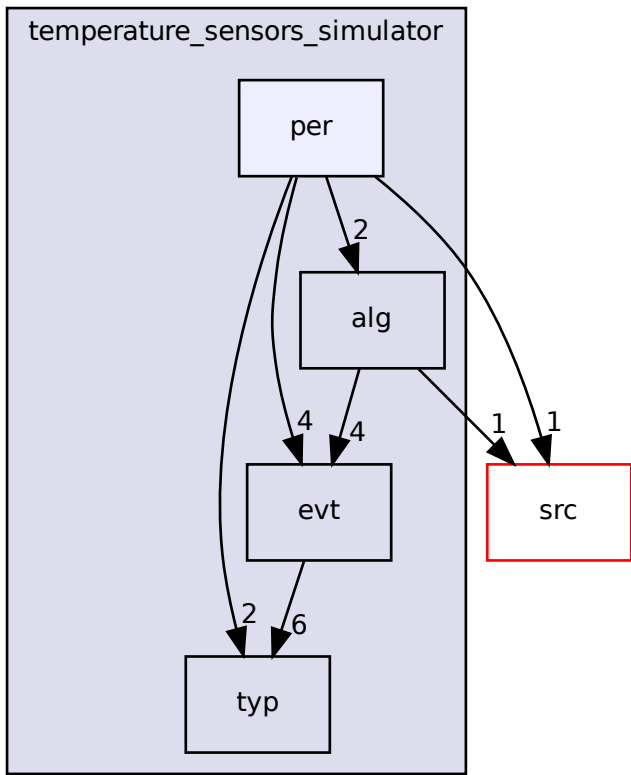 temperature_sensors_simulator
per
2
alg
4
4
1
1
evt
src
2
6
typ